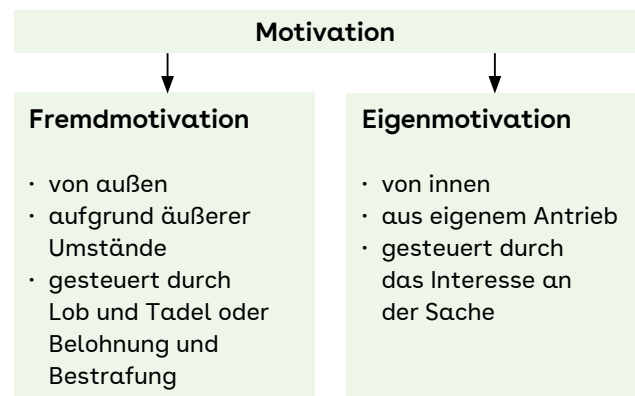 Motivation
Fremdmotivation
· von außen
· aufgrund äußerer
Umstände
· gesteuert durch
Lob und Tadel oder
Belohnung und
Bestrafung
Eigenmotivation
· von innen
· aus eigenem Antrieb
· gesteuert durch
das Interesse an
der Sache